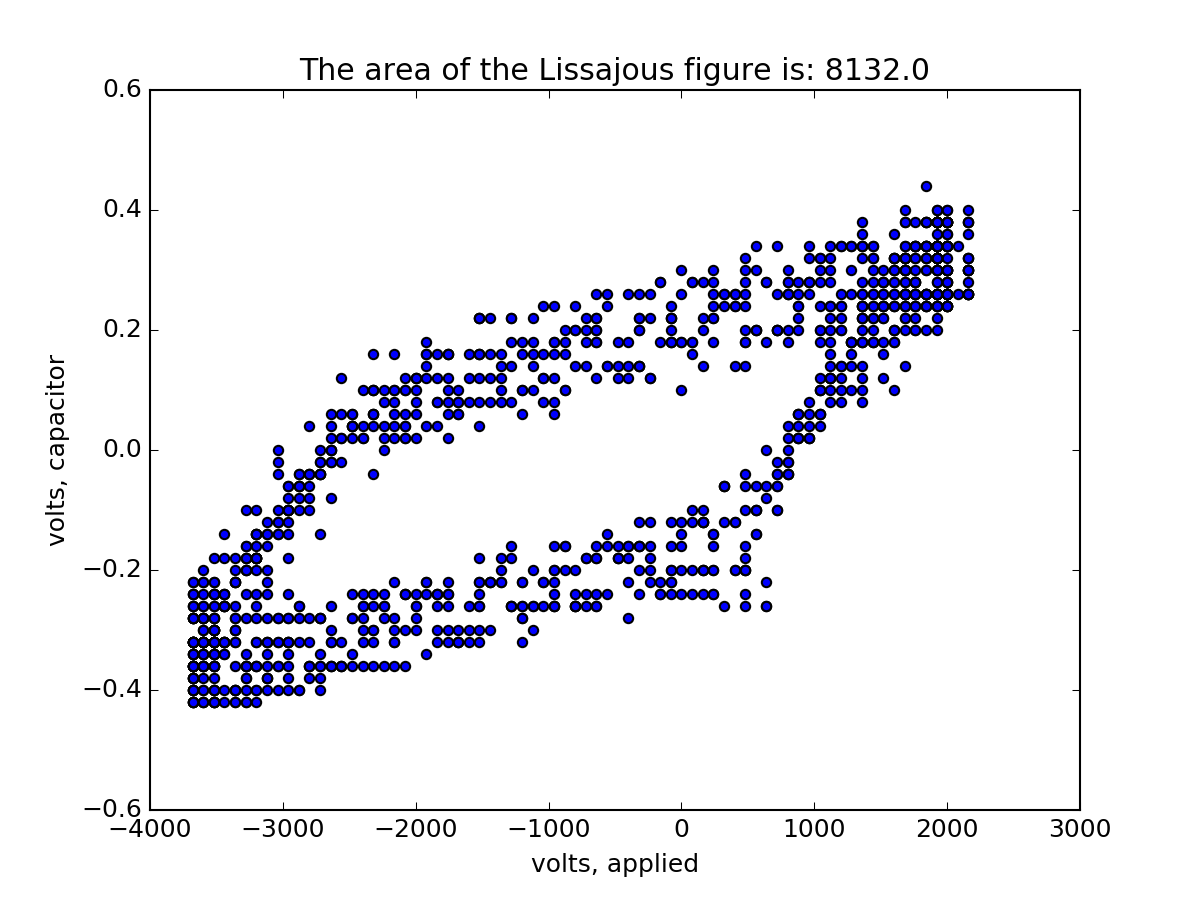 The area of the Lissajous figure is: 8132.0
0.6
0.4
0.2
0.0
−0.2
−0.4
−0.6
volts, capacitor
−4000 −3000 −2000 −1000 0 1000 2000 3000
volts, applied